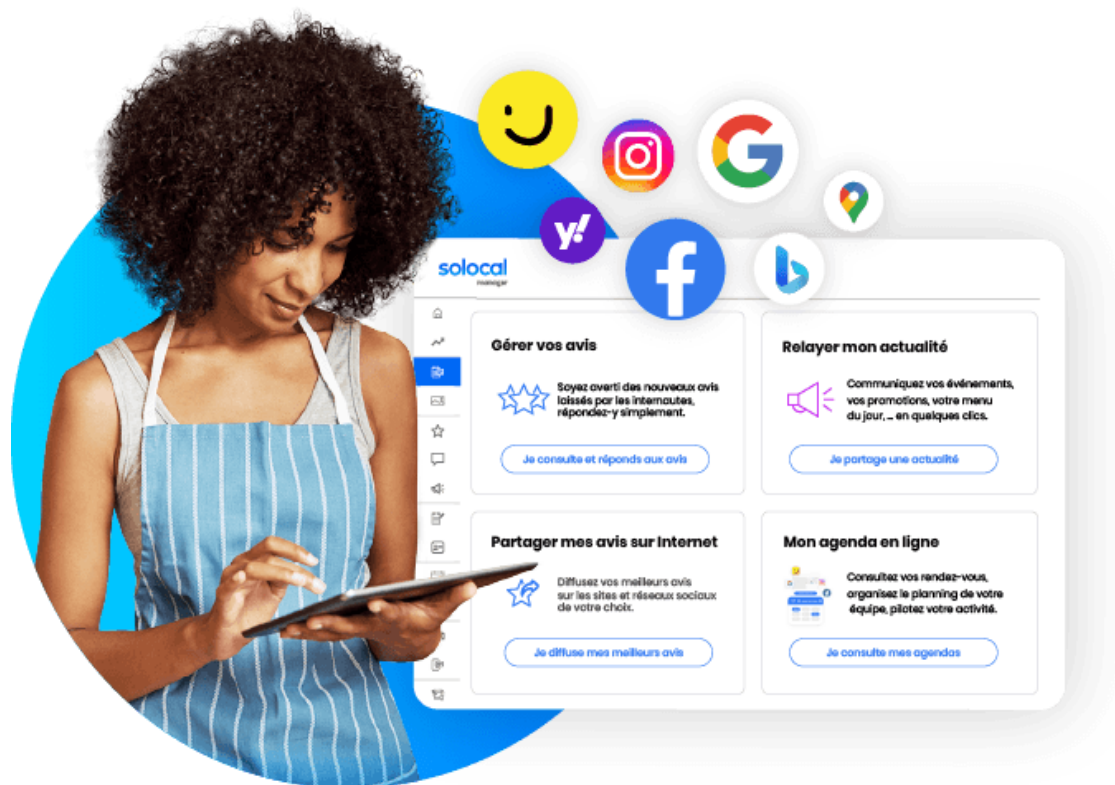 y!
solocal
manager
Gérer vos avis
Soyez averti des nouveaux avis
laissés par les internautes,
répondez-y simplement.
Je consulte et réponds aux avis
Relayer mon actualité
Communiquez vos événements,
vos promotions, votre menu
du jour, ... en quelques clics.
Je partage une actualité
Partager mes avis sur Internet
Diffusez vos meilleurs avis
sur les sites et réseaux sociaux
de votre choix.
Je diffuse mes meilleurs avis
Mon agenda en ligne
Consultez vos rendez-vous,
organisez le planning de votre
équipe, pilotez votre activité.
Je consulte mes agendas